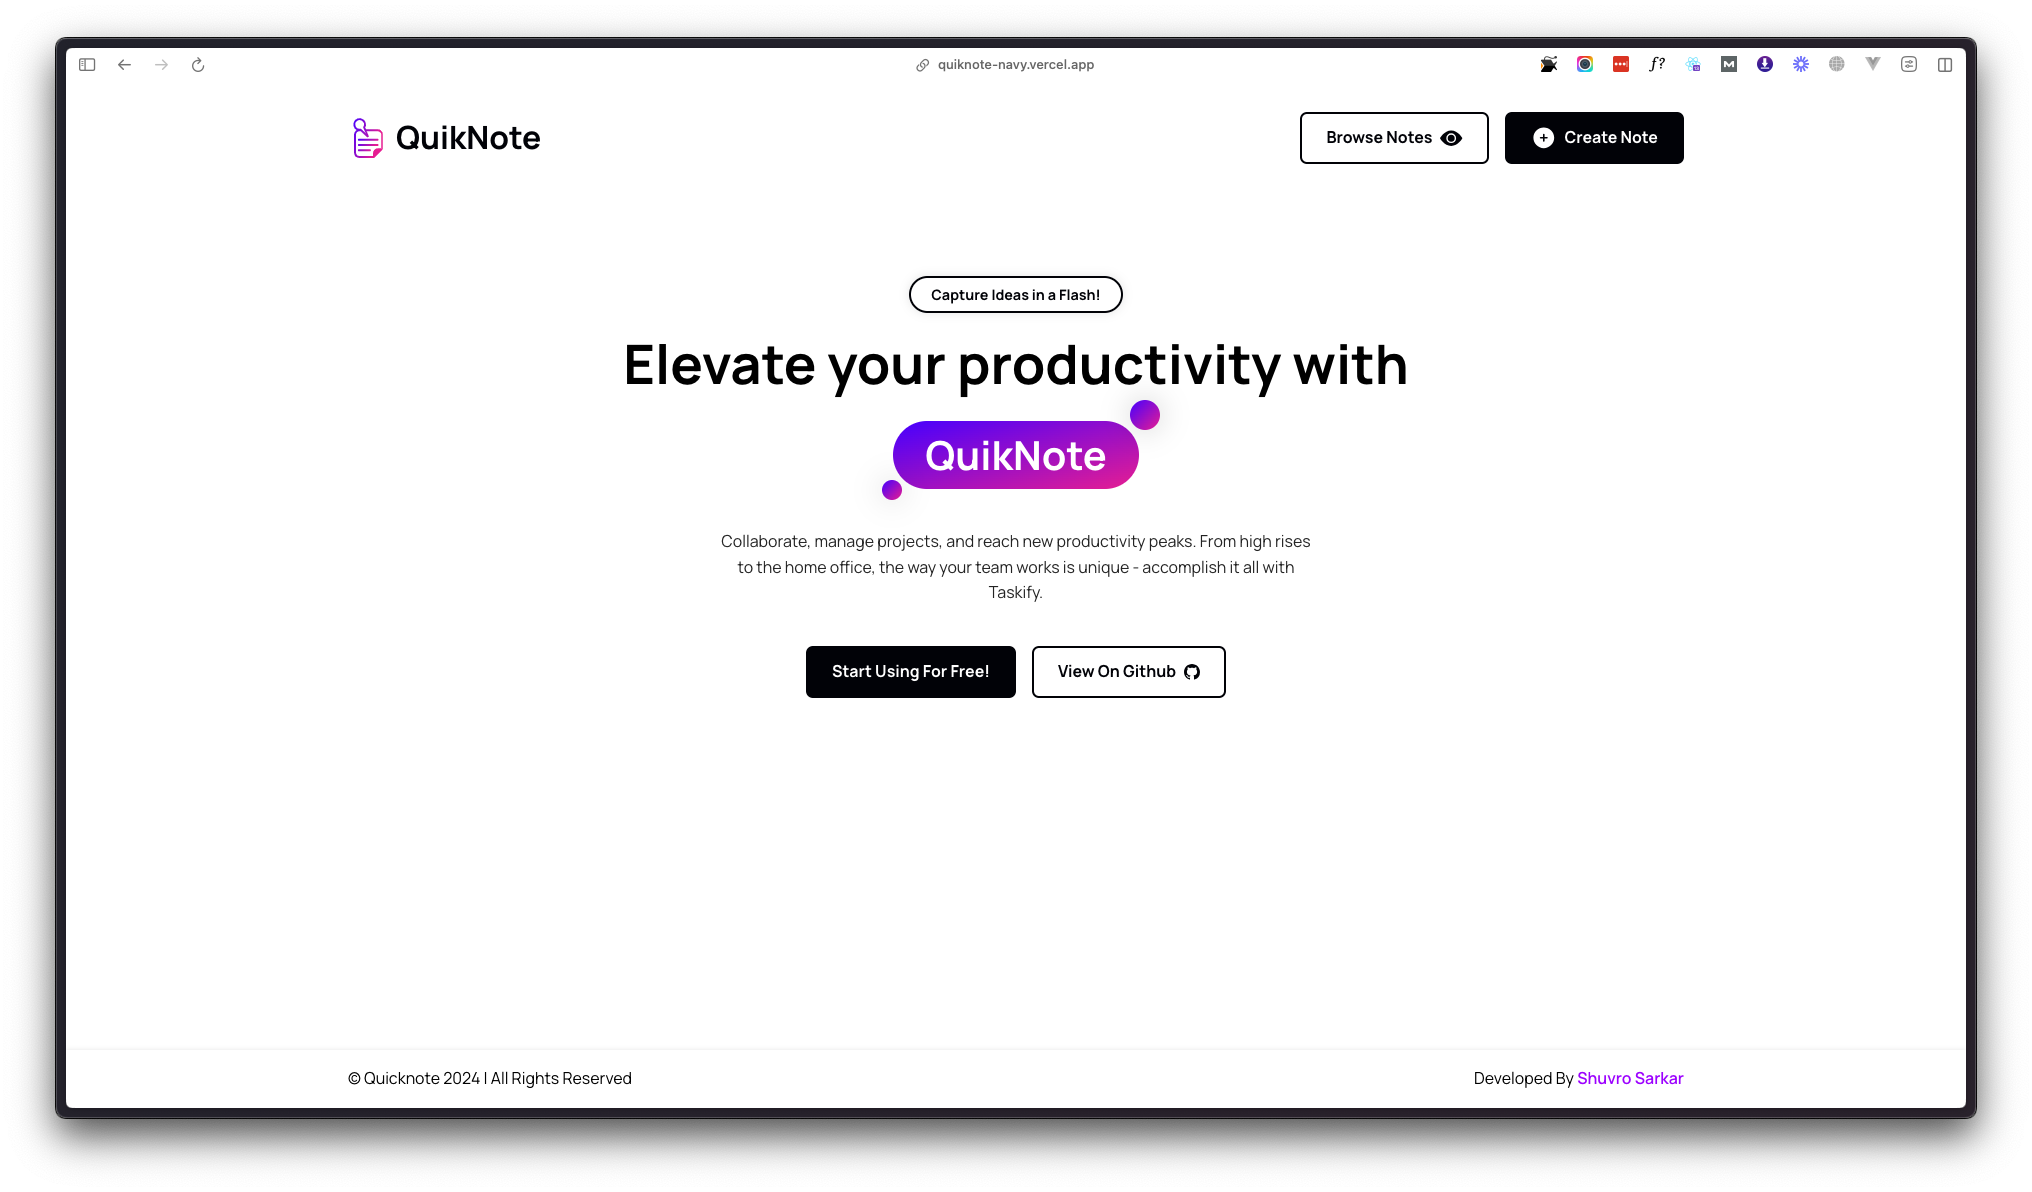 quiknote-navy.vercel.app
f?
QuikNote
Browse Notes
Create Note
Capture Ideas in a Flash!
Elevate your productivity with
QuikNote
Collaborate, manage projects, and reach new productivity peaks. From high rises
to the home office, the way your team works is unique - accomplish it all with
Taskify.
Start Using For Free!
View On Github
© Quicknote 2024 | All Rights Reserved
Developed By Shuvro Sarkar